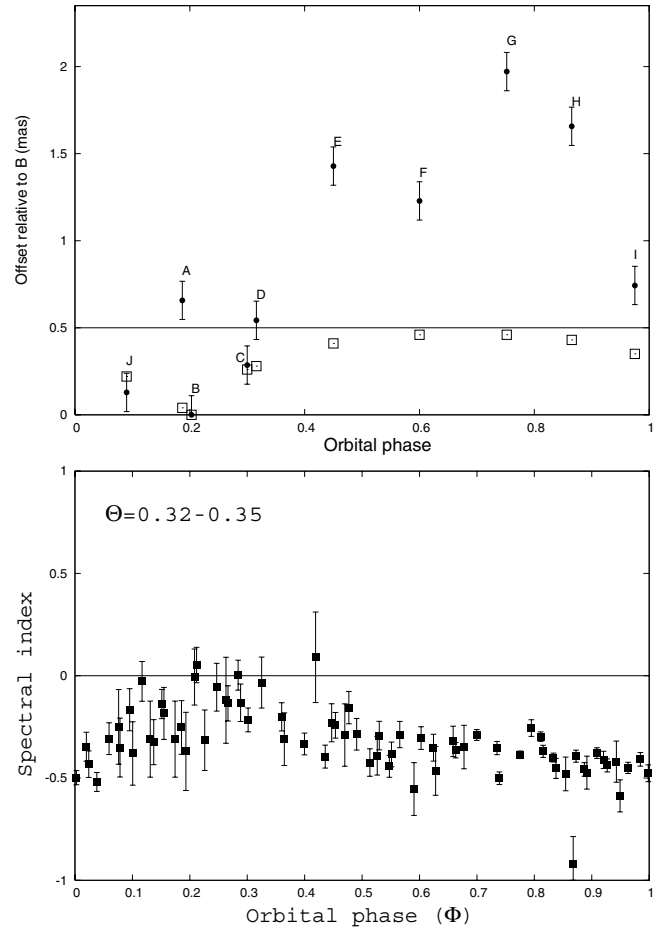 Offset relative to B (mas)
2
1.5
1
0.5
0
G
H
E
F
A
I
D
C
J
B
0 0.2 0.4 0.6 0.8 1
Orbital phase
Spectral index
1
0.5
0
-0.5
-1
Θ=0.32-0.35
0 0.1 0.2 0.3 0.4 0.5 0.6 0.7 0.8 0.9 1
Orbital phase (Φ)